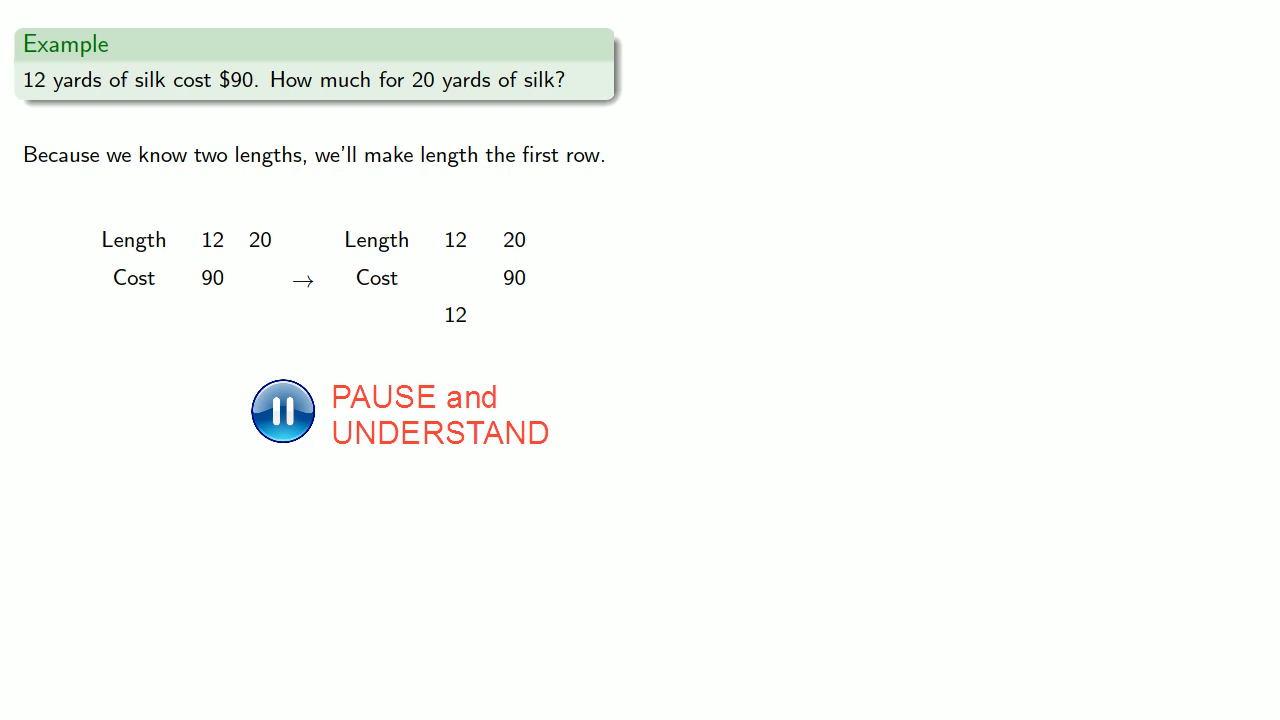 Example
12 yards of silk cost $90. How much for 20 yards of silk?
Because we know two lengths, we'll make length the first row.
Length 12 20 Length 12 20
Cost 90 → Cost 90
12
PAUSE and
UNDERSTAND